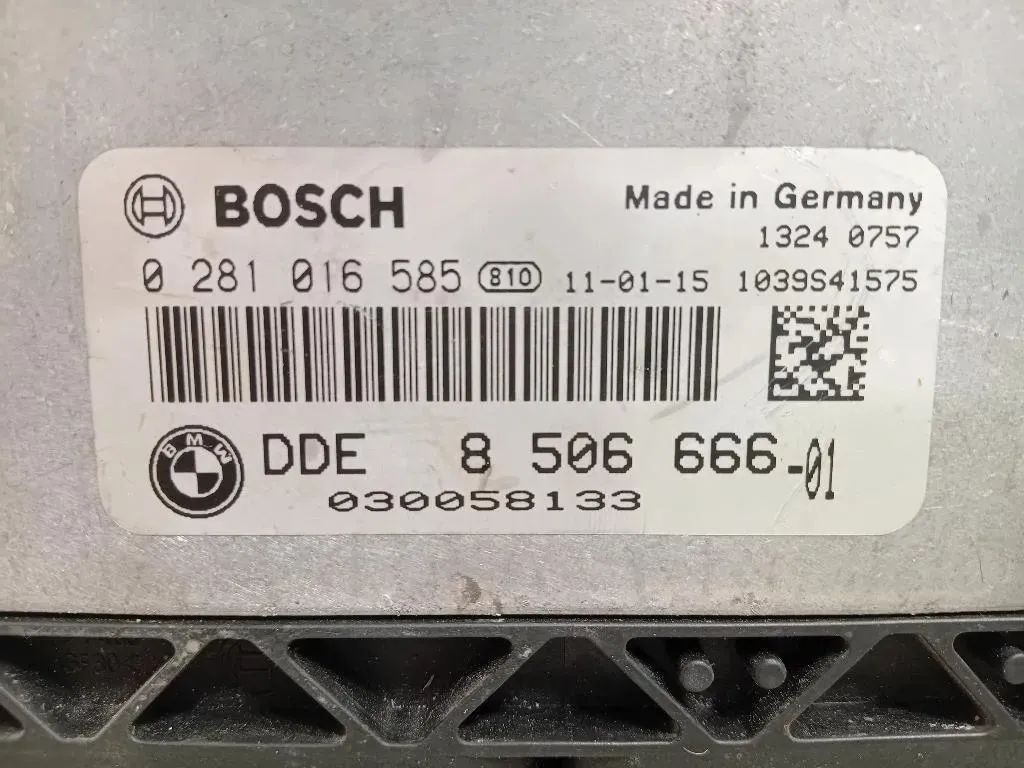 BOSCH
Made in Germany
1324 0757
0 281 016 585 810 11-01-15 1039S41575
BMW
DDE 8 506 666-01
030058133